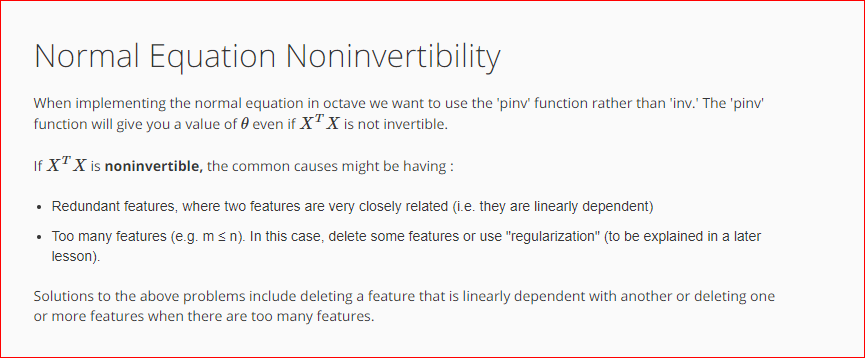 Normal Equation Noninvertibility
When implementing the normal equation in octave we want to use the 'pinv' function rather than 'inv.' The 'pinv'
function will give you a value of θ even if XᵀX is not invertible.
If XᵀX is noninvertible, the common causes might be having :
• Redundant features, where two features are very closely related (i.e. they are linearly dependent)
• Too many features (e.g. m ≤ n). In this case, delete some features or use "regularization" (to be explained in a later
lesson).
Solutions to the above problems include deleting a feature that is linearly dependent with another or deleting one
or more features when there are too many features.